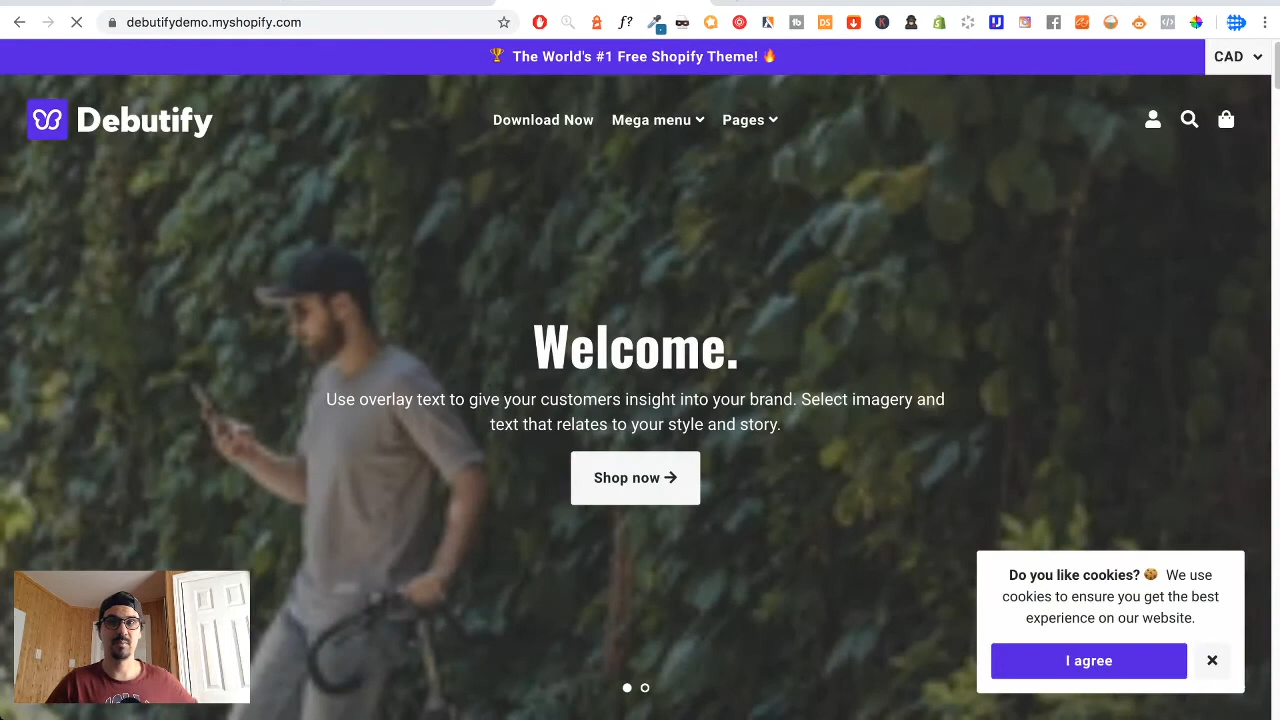 debutifydemo.myshopify.com
f?
🏆 The World's #1 Free Shopify Theme! 🔥
CAD
Debutify
Download Now Mega menu Pages
Welcome.
Use overlay text to give your customers insight into your brand. Select imagery and
text that relates to your style and story.
Shop now →
Do you like cookies? 🍪 We use
cookies to ensure you get the best
experience on our website.
I agree